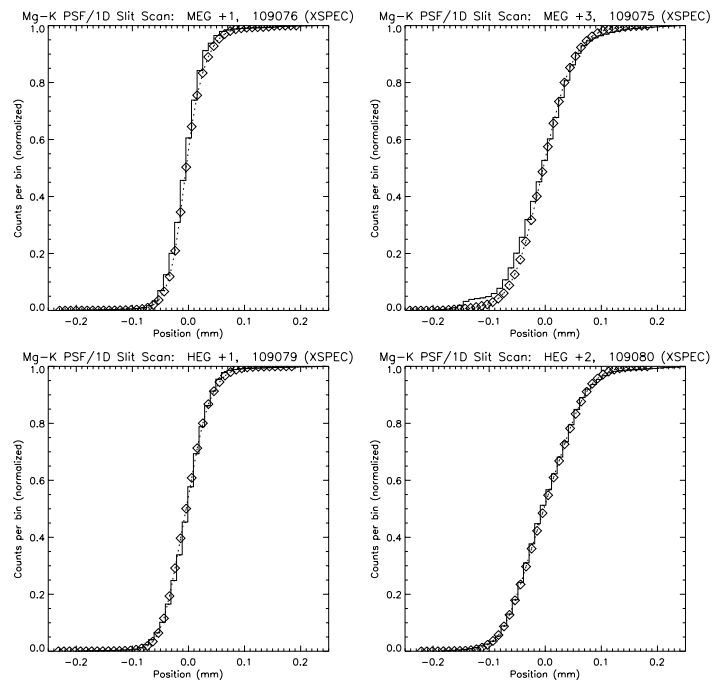 Mg-K PSF/1D Slit Scan: MEG +1, 109076 (XSPEC)
1.0
0.8
0.6
0.4
0.2
0.0
Counts per bin (normalized)
-0.2 -0.1 0.0 0.1 0.2
Position (mm)
Mg-K PSF/1D Slit Scan: MEG +3, 109075 (XSPEC)
1.0
0.8
0.6
0.4
0.2
0.0
Counts per bin (normalized)
-0.2 -0.1 0.0 0.1 0.2
Position (mm)
Mg-K PSF/1D Slit Scan: HEG +1, 109079 (XSPEC)
1.0
0.8
0.6
0.4
0.2
0.0
Counts per bin (normalized)
-0.2 -0.1 0.0 0.1 0.2
Position (mm)
Mg-K PSF/1D Slit Scan: HEG +2, 109080 (XSPEC)
1.0
0.8
0.6
0.4
0.2
0.0
Counts per bin (normalized)
-0.2 -0.1 0.0 0.1 0.2
Position (mm)